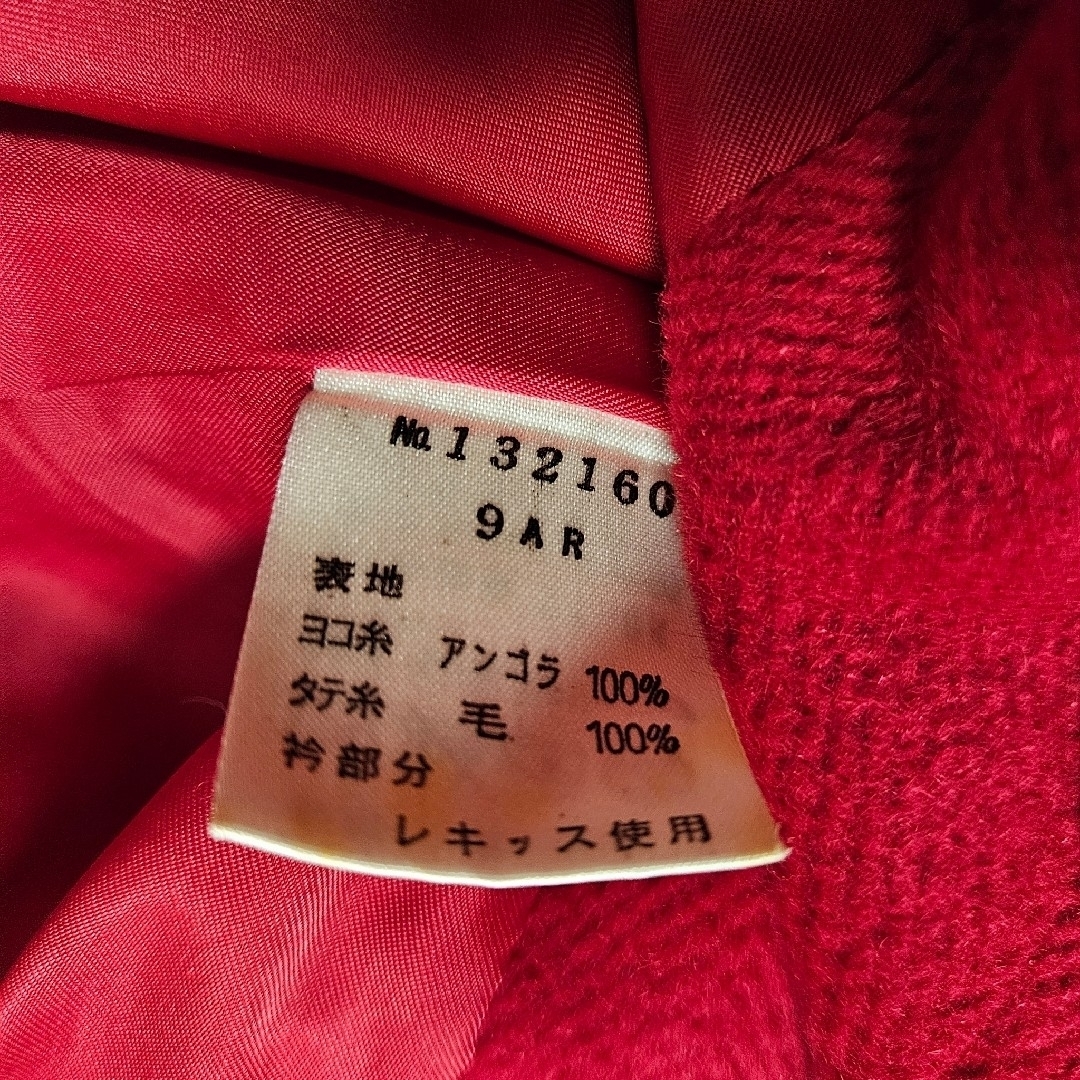 No.132160
9AR
表地
ヨコ糸 アンゴラ 100%
タテ糸 毛 100%
衿部分
レキッス使用